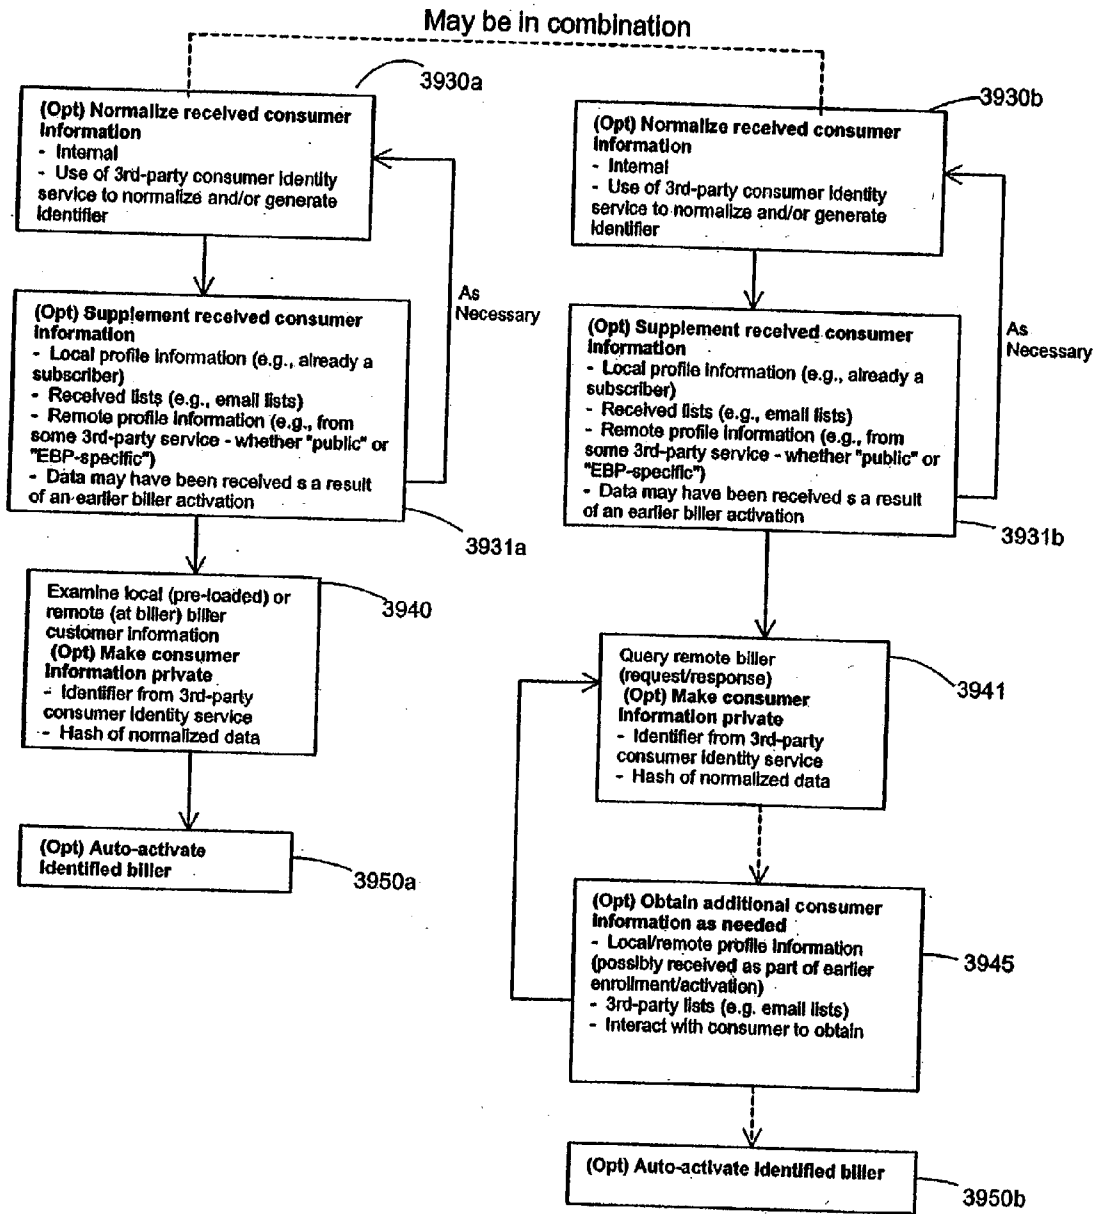 May be in combination
3930a
(Opt) Normalize received consumer
Information
- Internal
- Use of 3rd-party consumer identity
service to normalize and/or generate
Identifier
As
Necessary
(Opt) Supplement received consumer
Information
- Local profile information (e.g., already a
subscriber)
- Received lists (e.g., email lists)
- Remote profile information (e.g., from
some 3rd-party service - whether "public" or
"EBP-specific")
- Data may have been received s a result
of an earlier biller activation
3931a
Examine local (pre-loaded) or
remote (at biller) biller
customer information
(Opt) Make consumer
Information private
- Identifier from 3rd-party
consumer identity service
- Hash of normalized data
3940
(Opt) Auto-activate
Identified biller
3950a
3930b
(Opt) Normalize received consumer
Information
- Internal
- Use of 3rd-party consumer identity
service to normalize and/or generate
Identifier
As
Necessary
(Opt) Supplement received consumer
Information
- Local profile information (e.g., already a
subscriber)
- Received lists (e.g., email lists)
- Remote profile information (e.g., from
some 3rd-party service - whether "public" or
"EBP-specific")
- Data may have been received s a result
of an earlier biller activation
3931b
Query remote biller
(request/response)
(Opt) Make consumer
Information private
- Identifier from 3rd-party
consumer identity service
- Hash of normalized data
3941
(Opt) Obtain additional consumer
Information as needed
- Local/remote profile information
(possibly received as part of earlier
enrollment/activation)
- 3rd-party lists (e.g. email lists)
- Interact with consumer to obtain
3945
(Opt) Auto-activate identified biller
3950b